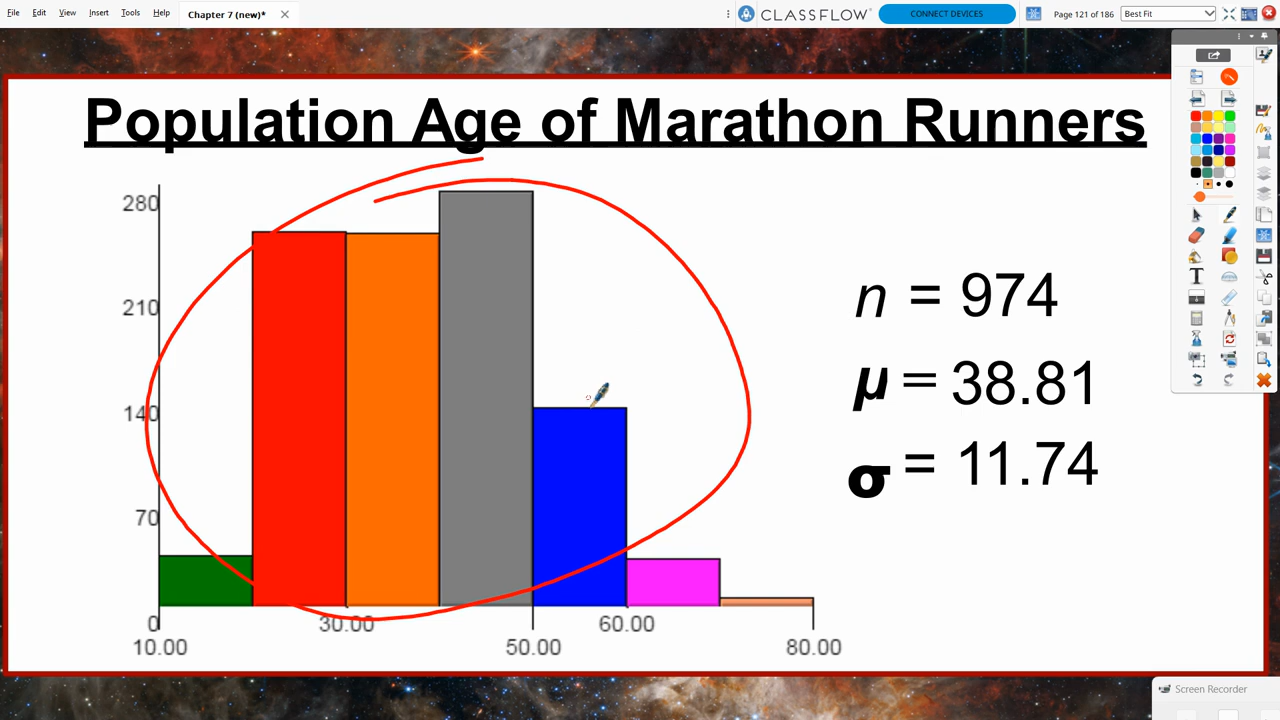 File Edit View Insert Tools Help Chapter 7 (new)* CLASSFLOW CONNECT DEVICES Page 121 of 186 Best Fit
Population Age of Marathon Runners
280
210
140
70
0
30.00 60.00
10.00 50.00 80.00
n = 974
μ = 38.81
σ = 11.74
T
Screen Recorder